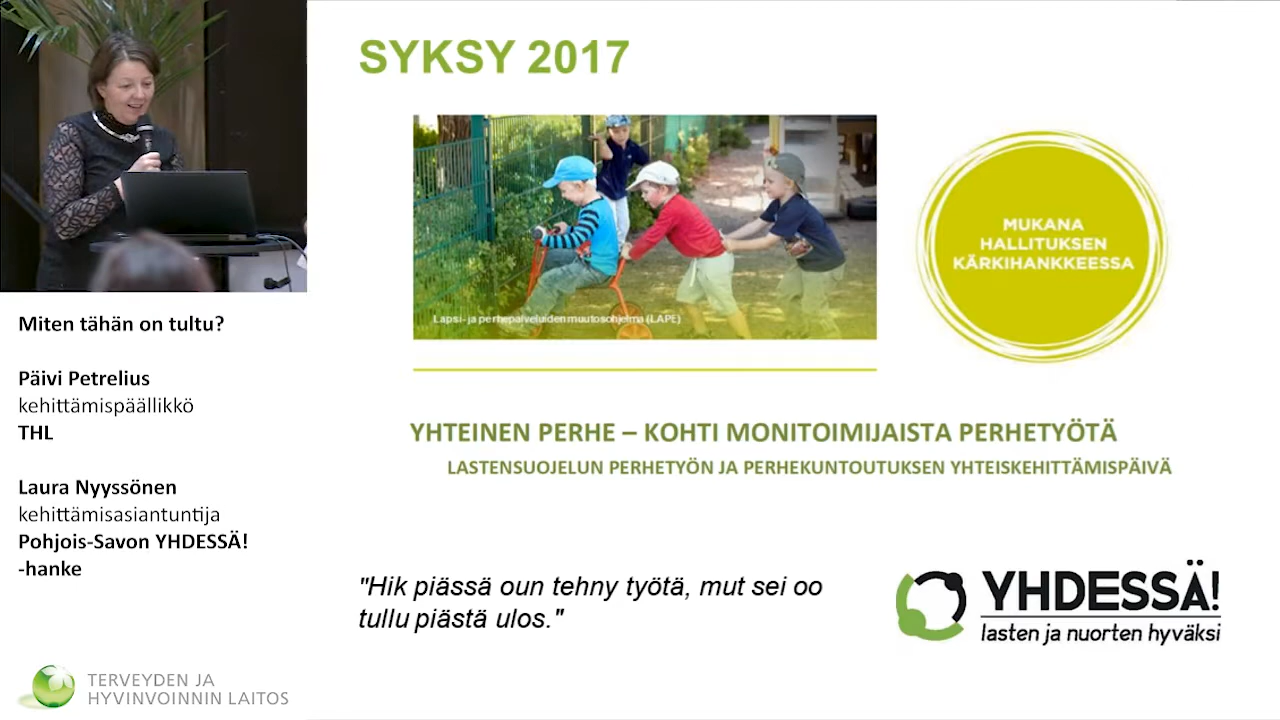 SYKSY 2017
Lapsi- ja perhepalveluiden muutosohjelma (LAPE)
MUKANA
HALLITUKSEN
KÄRKIHANKKEESSA
YHTEINEN PERHE – KOHTI MONITOIMIJAISTA PERHETYÖTÄ
LASTENSUOJELUN PERHETYÖN JA PERHEKUNTOUTUKSEN YHTEISKEHITTÄMISPÄIVÄ
"Hik piässä oun tehny työtä, mut sei oo
tullu piästä ulos."
YHDESSÄ!
lasten ja nuorten hyväksi
Miten tähän on tultu?
Päivi Petrelius
kehittämispäällikkö
THL
Laura Nyyssönen
kehittämisasiantuntija
Pohjois-Savon YHDESSÄ!
-hanke
TERVEYDEN JA
HYVINVOINNIN LAITOS